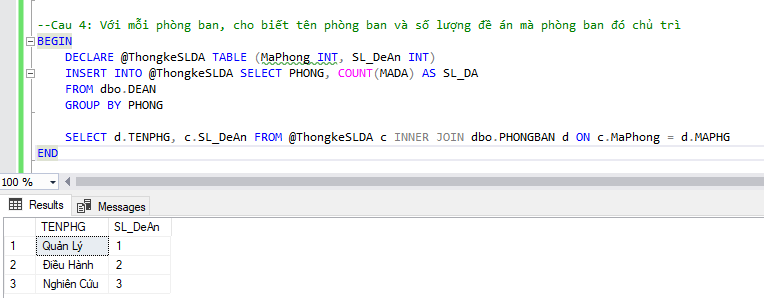 --Cau 4: Với mỗi phòng ban, cho biết tên phòng ban và số lượng đề án mà phòng ban đó chủ trì
BEGIN
DECLARE @ThongkeSLDA TABLE (MaPhong INT, SL_DeAn INT)
INSERT INTO @ThongkeSLDA SELECT PHONG, COUNT(MADA) AS SL_DA
FROM dbo.DEAN
GROUP BY PHONG
SELECT d.TENPHG, c.SL_DeAn FROM @ThongkeSLDA c INNER JOIN dbo.PHONGBAN d ON c.MaPhong = d.MAPHG
END
100 %
Results Messages
TENPHG SL_DeAn
1 Quản Lý 1
2 Điều Hành 2
3 Nghiên Cứu 3